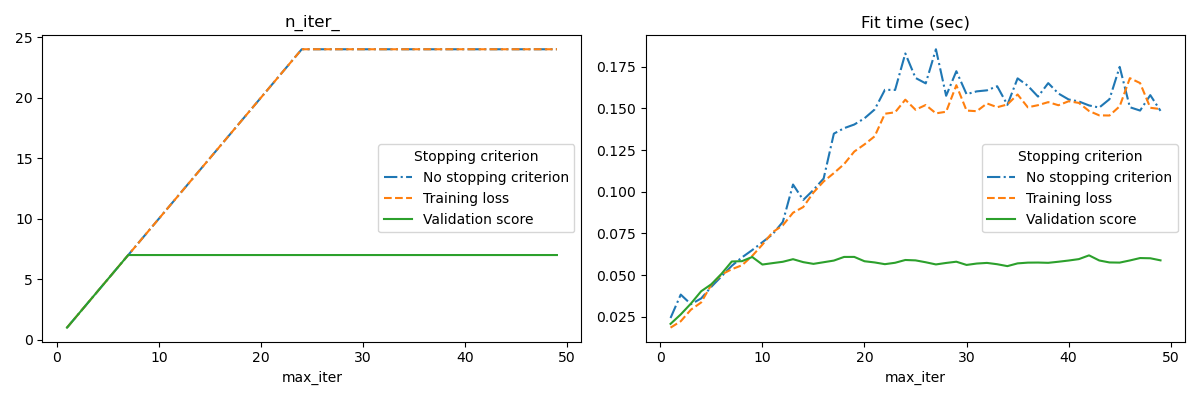 n_iter_
25
20
15
10
5
0
Stopping criterion
No stopping criterion
Training loss
Validation score
0 10 20 30 40 50
max_iter
Fit time (sec)
0.175
0.150
0.125
0.100
0.075
0.050
0.025
Stopping criterion
No stopping criterion
Training loss
Validation score
0 10 20 30 40 50
max_iter